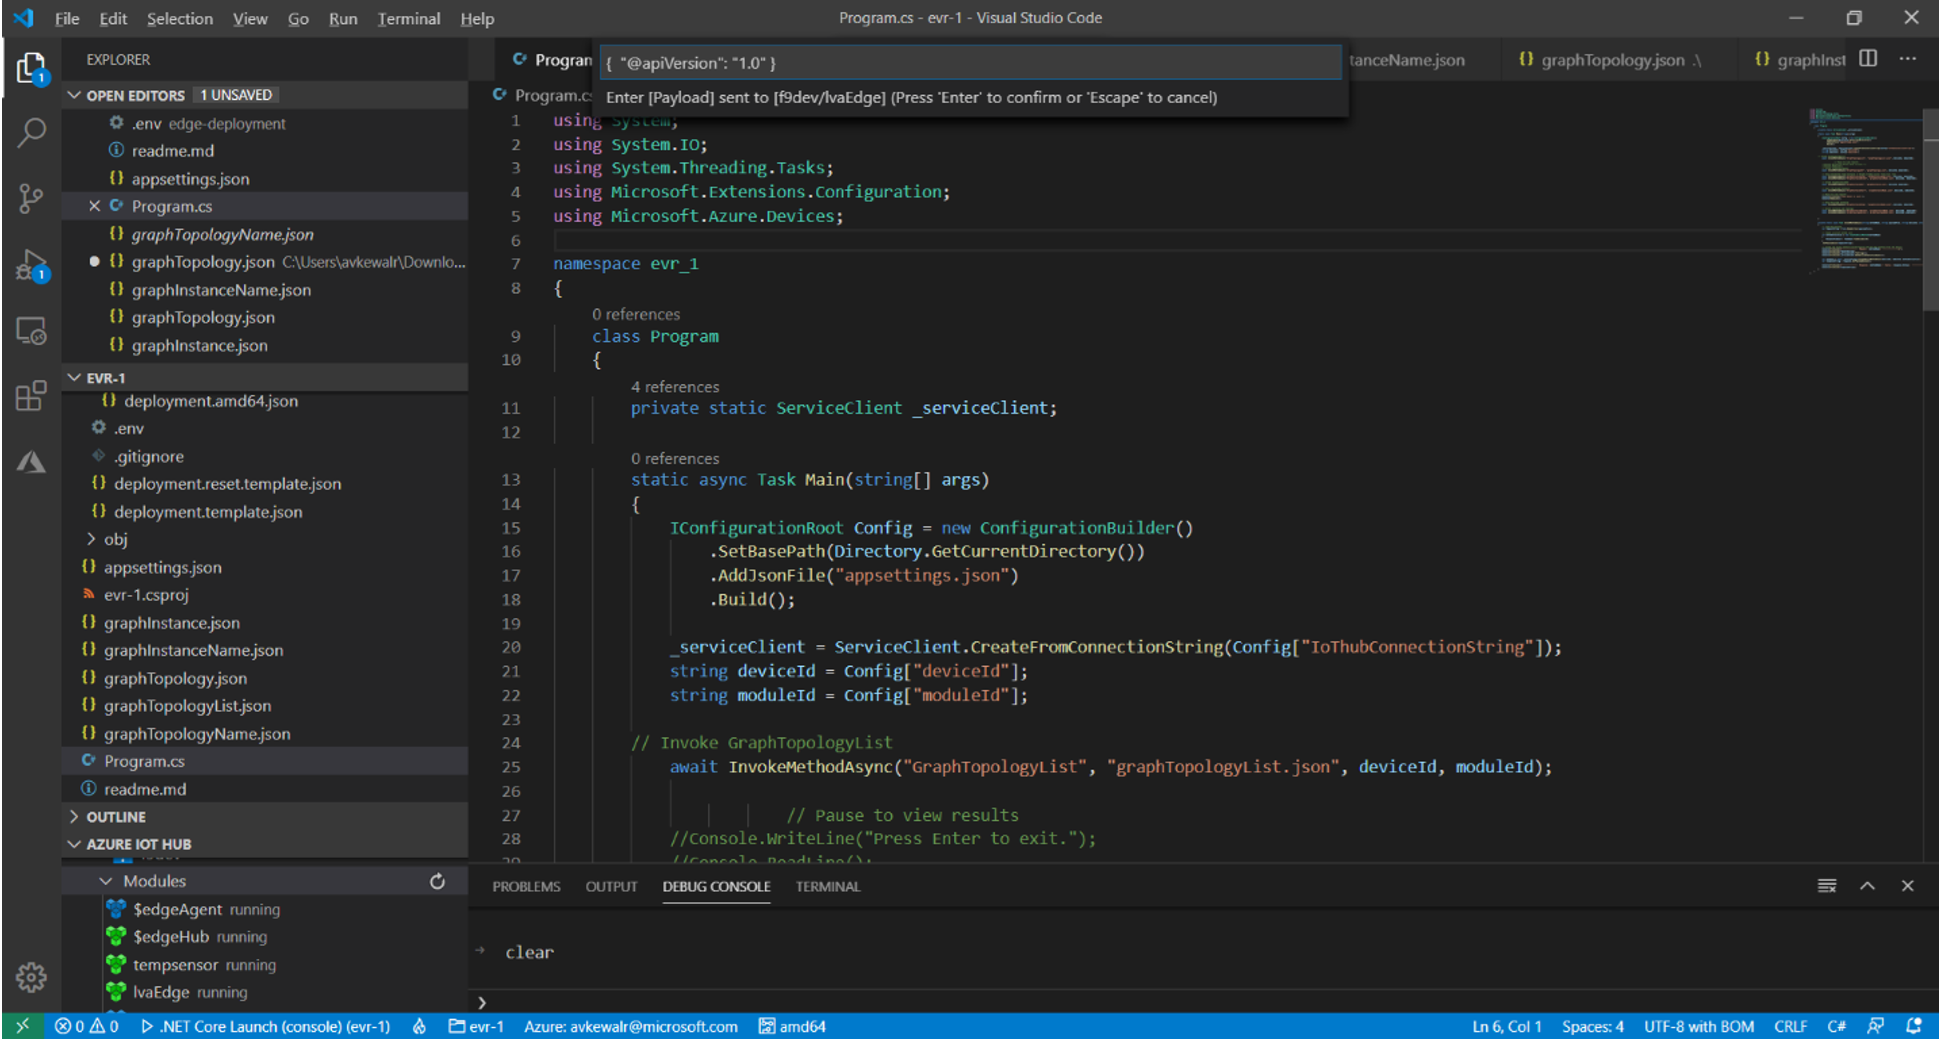 File Edit Selection View Go Run Terminal Help
Program.cs - evr-1 - Visual Studio Code
EXPLORER
OPEN EDITORS 1 UNSAVED
.env edge-deployment
readme.md
{} appsettings.json
Program.cs
{} graphTopologyName.json
{} graphTopology.json C:\Users\avkewalr\Downlo...
{} graphInstanceName.json
{} graphTopology.json
{} graphInstance.json
EVR-1
{} deployment.amd64.json
.env
.gitignore
{} deployment.reset.template.json
{} deployment.template.json
obj
{} appsettings.json
evr-1.csproj
{} graphInstance.json
{} graphInstanceName.json
{} graphTopology.json
{} graphTopologyList.json
{} graphTopologyName.json
Program.cs
readme.md
OUTLINE
AZURE IOT HUB
Modules
$edgeAgent running
$edgeHub running
tempsensor running
lvaEdge running
1
1
Program
{ "@apiVersion": "1.0" }
Enter [Payload] sent to [f9dev/lvaEdge] (Press 'Enter' to confirm or 'Escape' to cancel)
tanceName.json
{} graphTopology.json .\
{} graphInst
Program.cs
1 using System;
2 using System.IO;
3 using System.Threading.Tasks;
4 using Microsoft.Extensions.Configuration;
5 using Microsoft.Azure.Devices;
6
7 namespace evr_1
8 {
0 references
9 class Program
10 {
4 references
11 private static ServiceClient _serviceClient;
12
0 references
13 static async Task Main(string[] args)
14 {
15 IConfigurationRoot Config = new ConfigurationBuilder()
16 .SetBasePath(Directory.GetCurrentDirectory())
17 .AddJsonFile("appsettings.json")
18 .Build();
19
20 _serviceClient = ServiceClient.CreateFromConnectionString(Config["IoThubConnectionString"]);
21 string deviceId = Config["deviceId"];
22 string moduleId = Config["moduleId"];
23
24 // Invoke GraphTopologyList
25 await InvokeMethodAsync("GraphTopologyList", "graphTopologyList.json", deviceId, moduleId);
26
27 // Pause to view results
28 //Console.WriteLine("Press Enter to exit.");
29 //Console.ReadLine();
PROBLEMS OUTPUT DEBUG CONSOLE TERMINAL
clear
0 0 .NET Core Launch (console) (evr-1) evr-1 Azure: avkewalr@microsoft.com amd64
Ln 6, Col 1 Spaces: 4 UTF-8 with BOM CRLF C#